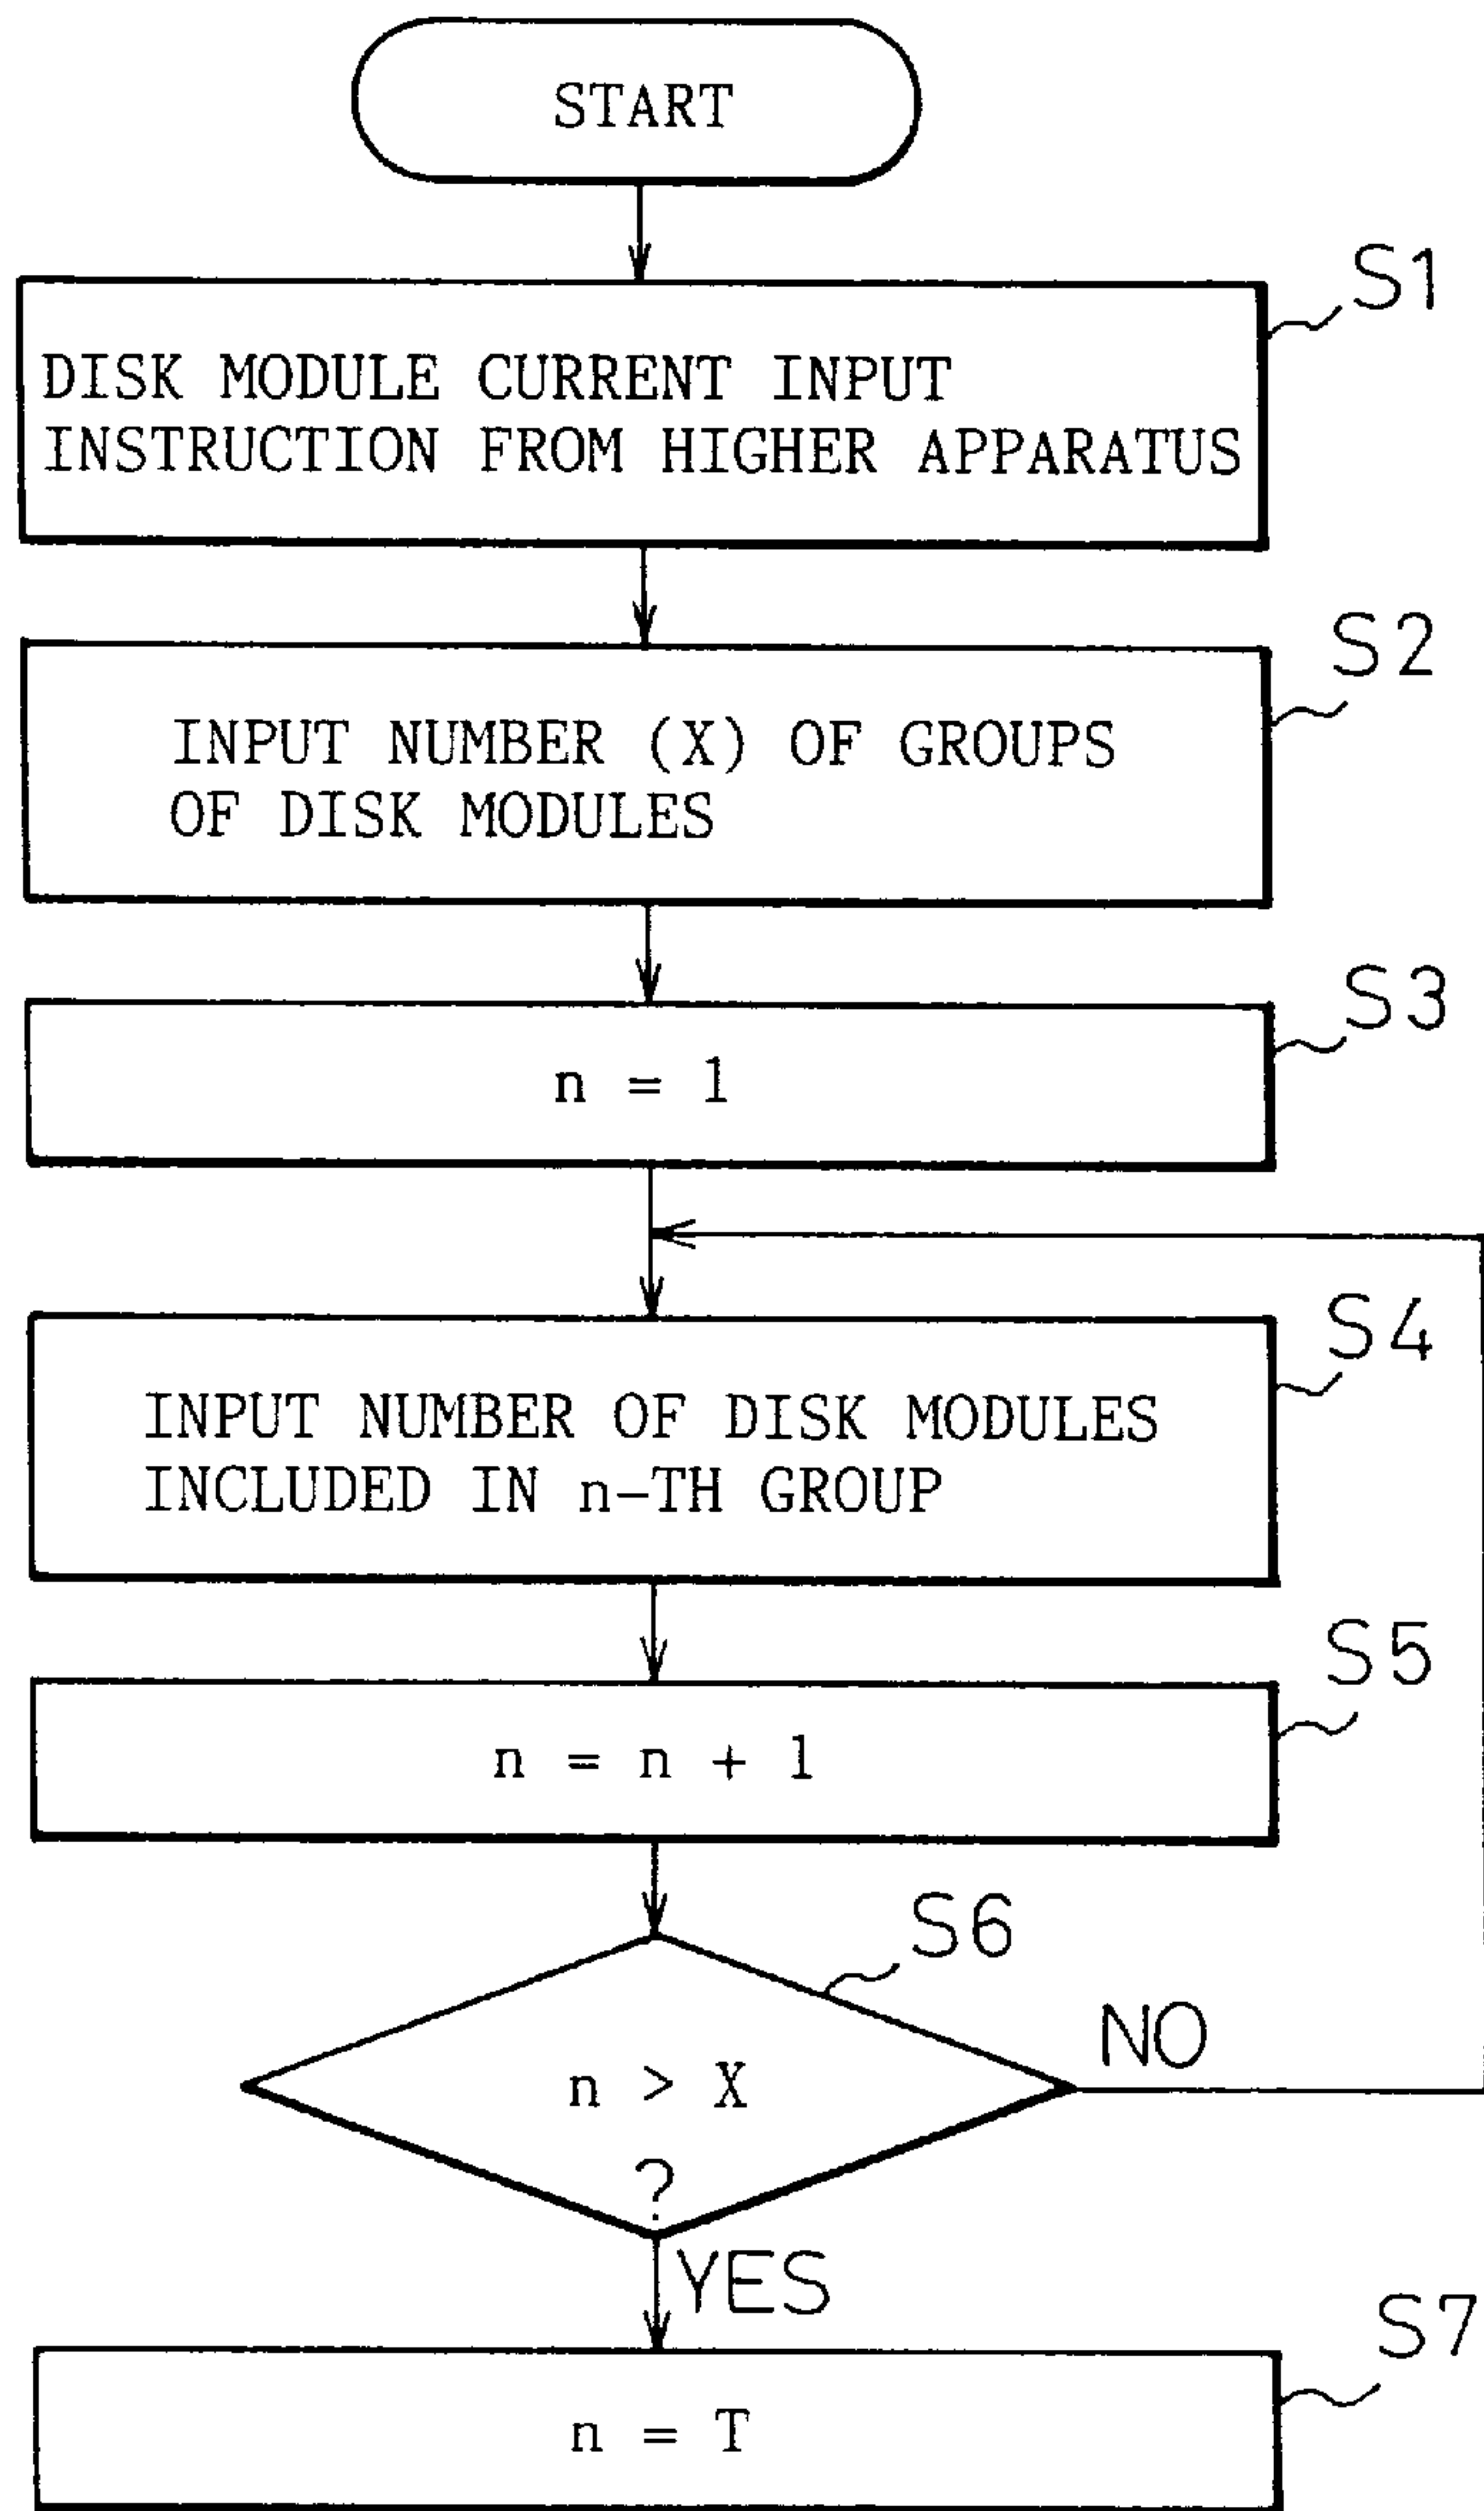 START
S1
DISK MODULE CURRENT INPUT
INSTRUCTION FROM HIGHER APPARATUS
S2
INPUT NUMBER (X) OF GROUPS
OF DISK MODULES
S3
n = 1
S4
INPUT NUMBER OF DISK MODULES
INCLUDED IN n-TH GROUP
S5
n = n + 1
S6
n > X
?
NO
YES
S7
n = T